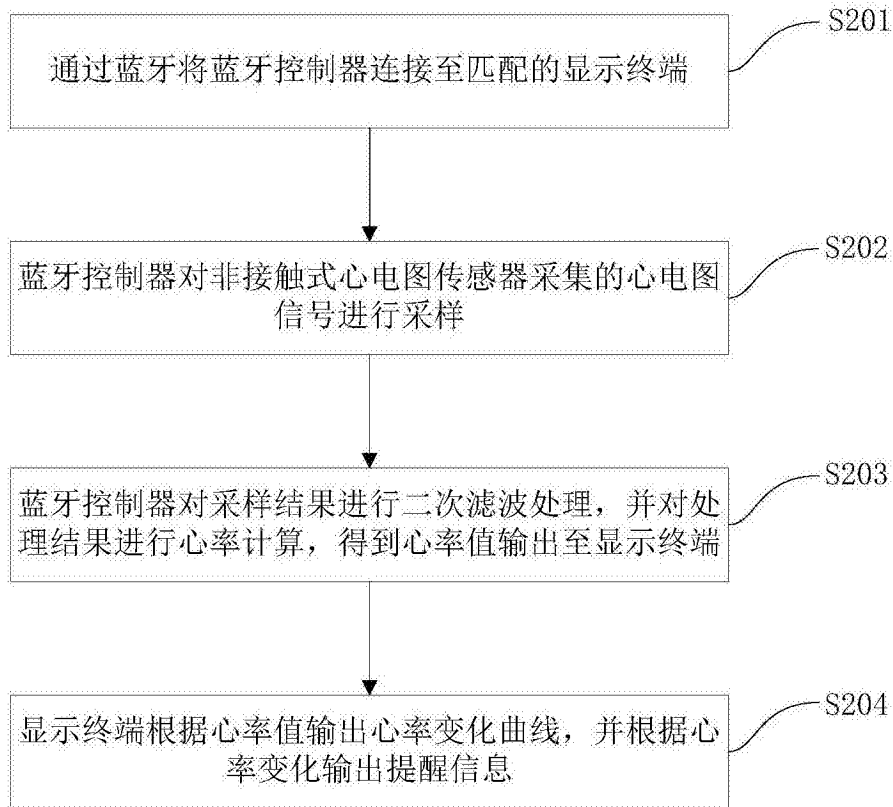 S201
通过蓝牙将蓝牙控制器连接至匹配的显示终端
S202
蓝牙控制器对非接触式心电图传感器采集的心电图
信号进行采样
S203
蓝牙控制器对采样结果进行二次滤波处理，并对处
理结果进行心率计算，得到心率值输出至显示终端
S204
显示终端根据心率值输出心率变化曲线，并根据心
率变化输出提醒信息